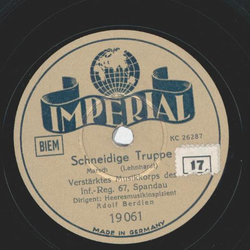 IMPERIAL
KC 26287
BIEM
Schneidige Truppe
Marsch (Lehnhardt)
17
Verstärktes Musikkorps des
Inf.-Reg. 67, Spandau
Dirigent: Heeresmusikinspizient
Adolf Berdien
19061
MADE IN GERMANY